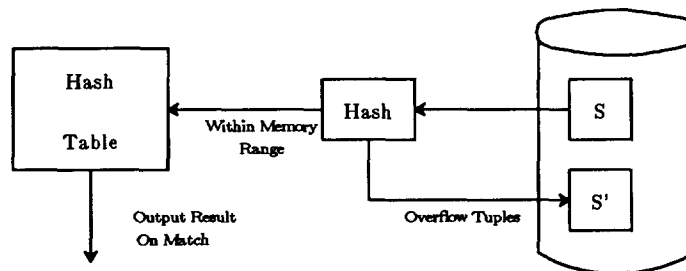 Hash
Table
Within Memory
Range
Hash
S
S'
Output Result
On Match
Overflow Tuples